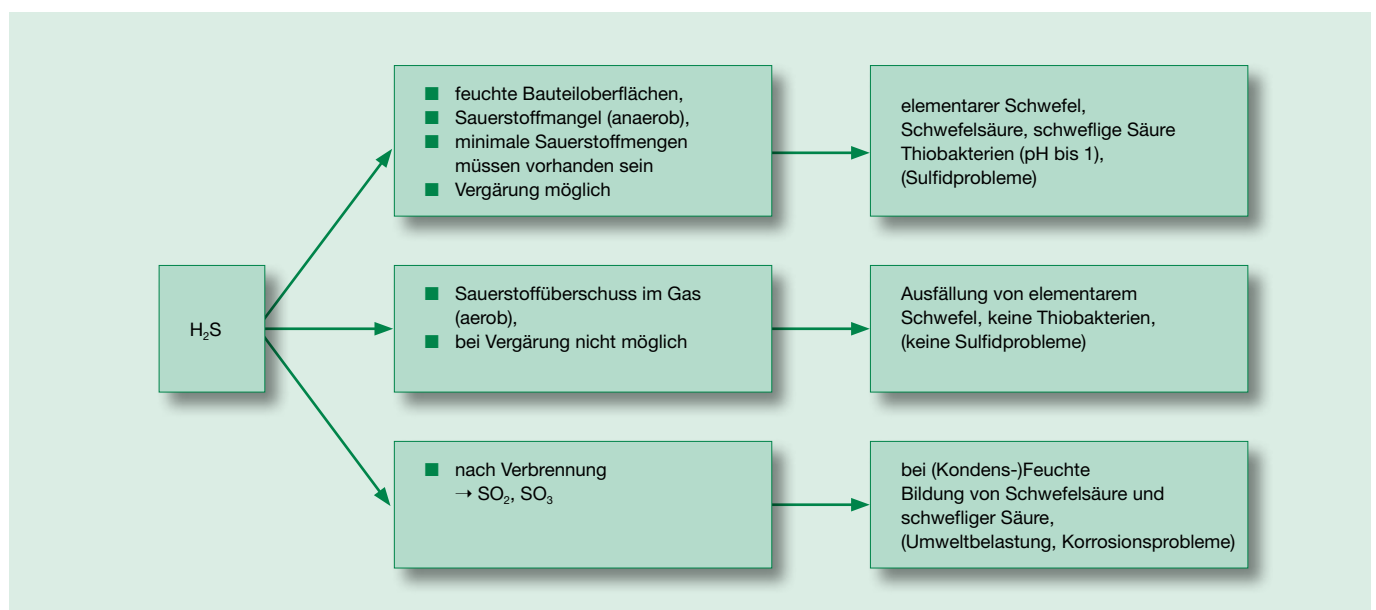 H₂S
■ feuchte Bauteiloberflächen,
■ Sauerstoffmangel (anaerob),
■ minimale Sauerstoffmengen
müssen vorhanden sein
■ Vergärung möglich
elementarer Schwefel,
Schwefelsäure, schweflige Säure
Thiobakterien (pH bis 1),
(Sulfidprobleme)
■ Sauerstoffüberschuss im Gas
(aerob),
■ bei Vergärung nicht möglich
Ausfällung von elementarem
Schwefel, keine Thiobakterien,
(keine Sulfidprobleme)
■ nach Verbrennung
→ SO₂, SO₃
bei (Kondens-)Feuchte
Bildung von Schwefelsäure und
schwefliger Säure,
(Umweltbelastung, Korrosionsprobleme)